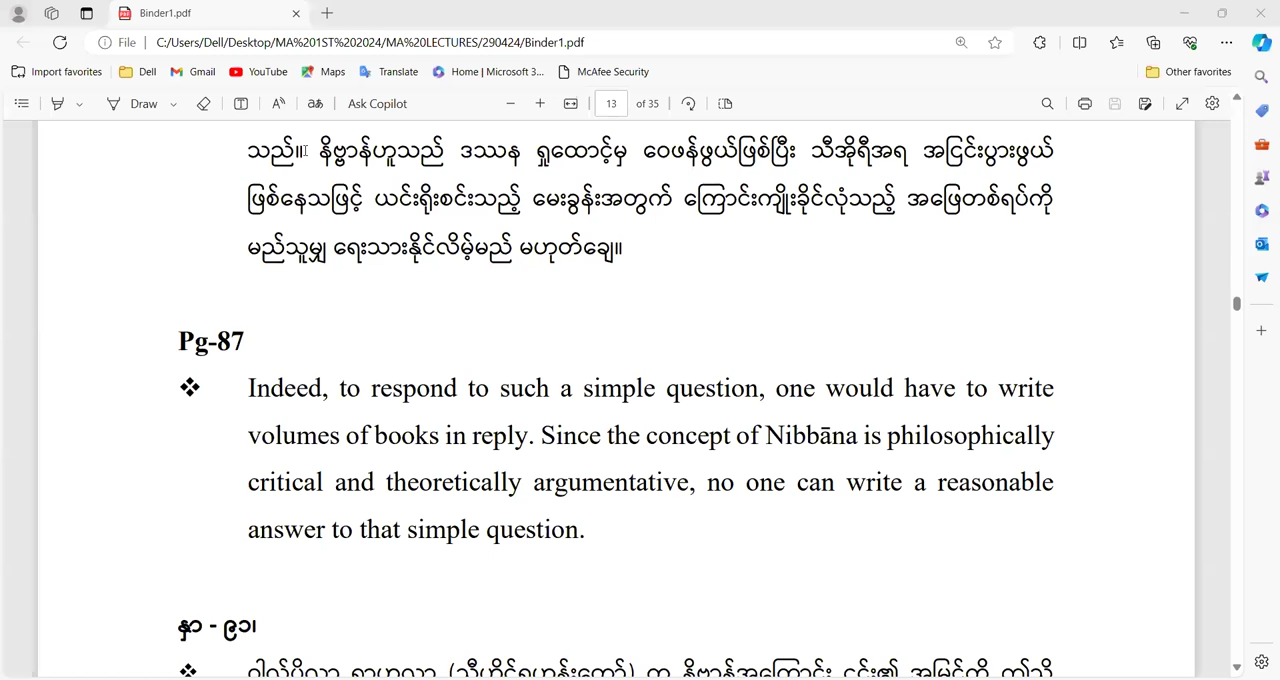 Binder1.pdf
File C:/Users/Dell/Desktop/MA%201ST%202024/MA%20LECTURES/290424/Binder1.pdf
Import favorites Dell Gmail YouTube Maps Translate Home | Microsoft 3... McAfee Security Other favorites
Draw Ask Copilot 13 of 35
သည်။ နိဗ္ဗာန်ဟူသည် ဒဿန ရှုထောင့်မှ ဝေဖန်ဖွယ်ဖြစ်ပြီး သီအိုရီအရ အငြင်းပွားဖွယ်
ဖြစ်နေသဖြင့် ယင်းရိုးစင်းသည့် မေးခွန်းအတွက် ကြောင်းကျိုးခိုင်လုံသည့် အဖြေတစ်ရပ်ကို
မည်သူမျှ ရေးသားနိုင်လိမ့်မည် မဟုတ်ချေ။
Pg-87
❖ Indeed, to respond to such a simple question, one would have to write
volumes of books in reply. Since the concept of Nibbāna is philosophically
critical and theoretically argumentative, no one can write a reasonable
answer to that simple question.
နှာ - ၉၁၊